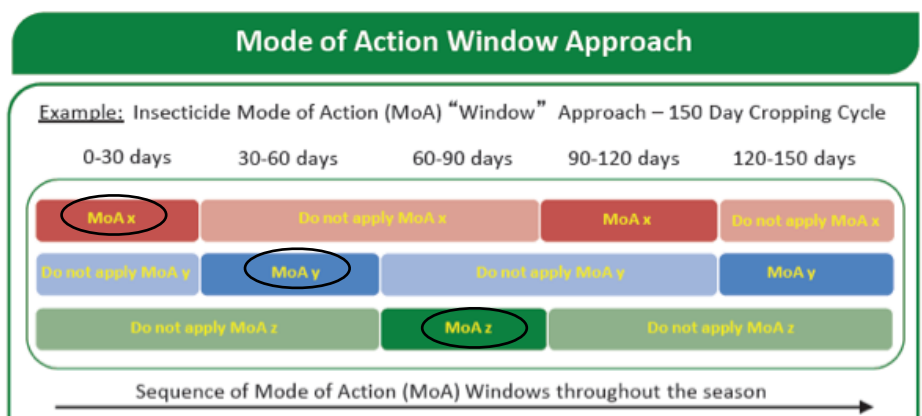 Mode of Action Window Approach
Example: Insecticide Mode of Action (MoA) “Window” Approach – 150 Day Cropping Cycle
0-30 days 30-60 days 60-90 days 90-120 days 120-150 days
MoA x Do not apply MoA x MoA x Do not apply MoA x
Do not apply MoA y MoA y Do not apply MoA y MoA y
Do not apply MoA z MoA z Do not apply MoA z
Sequence of Mode of Action (MoA) Windows throughout the season